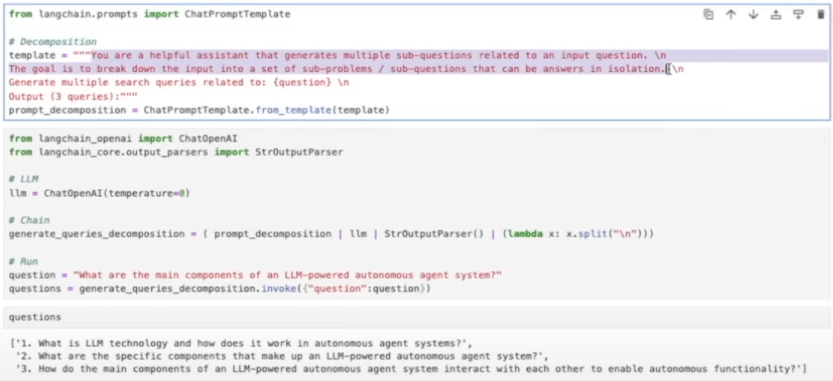 from langchain.prompts import ChatPromptTemplate
# Decomposition
template = """You are a helpful assistant that generates multiple sub-questions related to an input question. \n
The goal is to break down the input into a set of sub-problems / sub-questions that can be answers in isolation. \n
Generate multiple search queries related to: {question} \n
Output (3 queries):"""
prompt_decomposition = ChatPromptTemplate.from_template(template)
from langchain_openai import ChatOpenAI
from langchain_core.output_parsers import StrOutputParser
# LLM
llm = ChatOpenAI(temperature=0)
# Chain
generate_queries_decomposition = ( prompt_decomposition | llm | StrOutputParser() | (lambda x: x.split("\n")))
# Run
question = "What are the main components of an LLM-powered autonomous agent system?"
questions = generate_queries_decomposition.invoke({"question":question})
questions
['1. What is LLM technology and how does it work in autonomous agent systems?',
'2. What are the specific components that make up an LLM-powered autonomous agent system?',
'3. How do the main components of an LLM-powered autonomous agent system interact with each other to enable autonomous functionality?']